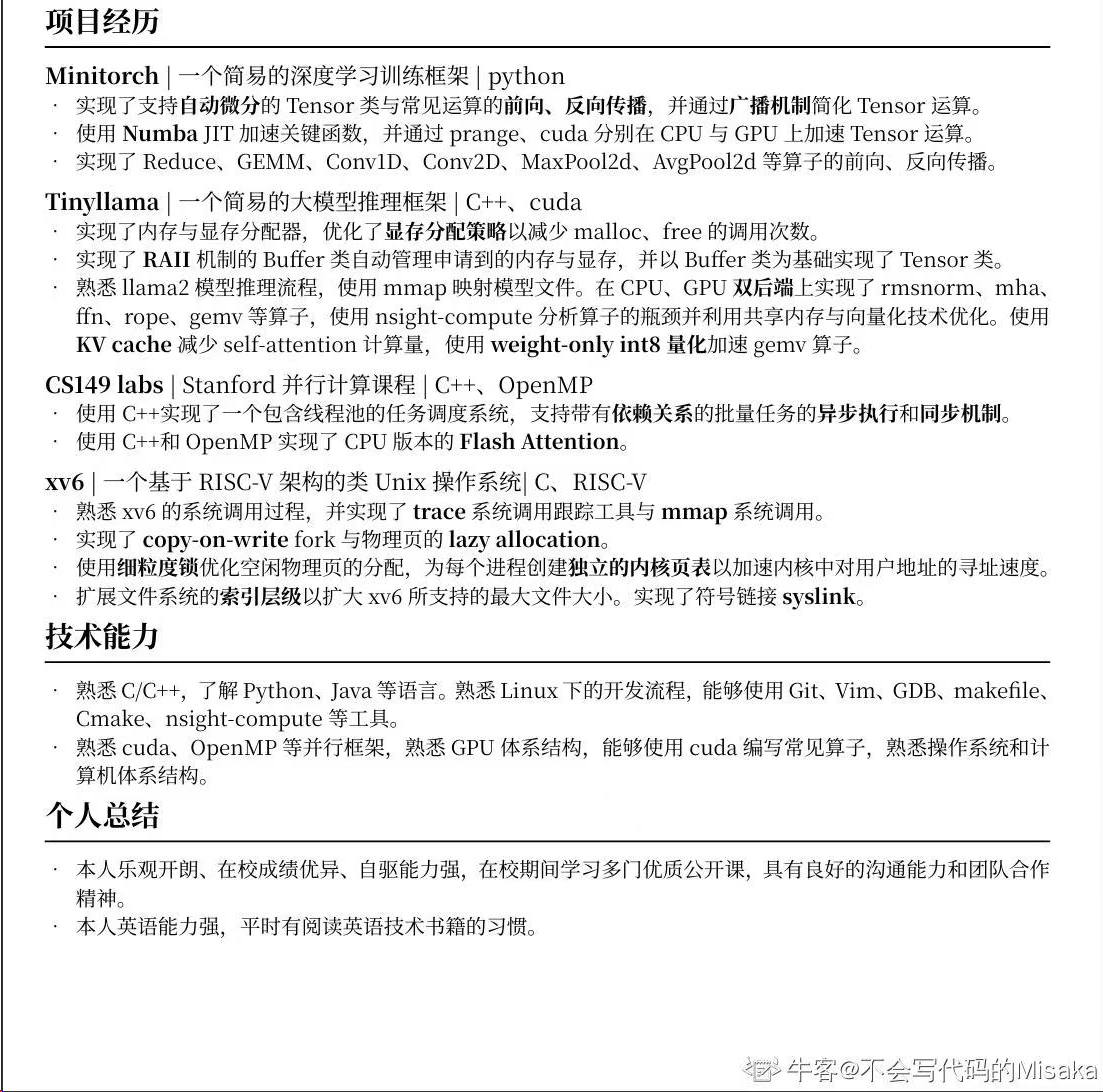 项目经历
Minitorch | 一个简易的深度学习训练框架 | python
· 实现了支持自动微分的 Tensor 类与常见运算的前向、反向传播，并通过广播机制简化 Tensor 运算。
· 使用 Numba JIT 加速关键函数，并通过 prange、cuda 分别在 CPU 与 GPU 上加速 Tensor 运算。
· 实现了 Reduce、GEMM、Conv1D、Conv2D、MaxPool2d、AvgPool2d 等算子的前向、反向传播。
Tinyllama | 一个简易的大模型推理框架 | C++、cuda
· 实现了内存与显存分配器，优化了显存分配策略以减少 malloc、free 的调用次数。
· 实现了 RAII 机制的 Buffer 类自动管理申请到的内存与显存，并以 Buffer 类为基础实现了 Tensor 类。
· 熟悉 llama2 模型推理流程，使用 mmap 映射模型文件。在 CPU、GPU 双后端上实现了 rmsnorm、mha、
ffn、rope、gemv 等算子，使用 nsight-compute 分析算子的瓶颈并利用共享内存与向量化技术优化。使用
KV cache 减少 self-attention 计算量，使用 weight-only int8 量化加速 gemv 算子。
CS149 labs | Stanford 并行计算课程 | C++、OpenMP
· 使用 C++实现了一个包含线程池的任务调度系统，支持带有依赖关系的批量任务的异步执行和同步机制。
· 使用 C++和 OpenMP 实现了 CPU 版本的 Flash Attention。
xv6 | 一个基于 RISC-V 架构的类 Unix 操作系统| C、RISC-V
· 熟悉 xv6 的系统调用过程，并实现了 trace 系统调用跟踪工具与 mmap 系统调用。
· 实现了 copy-on-write fork 与物理页的 lazy allocation。
· 使用细粒度锁优化空闲物理页的分配，为每个进程创建独立的内核页表以加速内核中对用户地址的寻址速度。
· 扩展文件系统的索引层级以扩大 xv6 所支持的最大文件大小。实现了符号链接 syslink。
技术能力
· 熟悉 C/C++，了解 Python、Java 等语言。熟悉 Linux 下的开发流程，能够使用 Git、Vim、GDB、makefile、
Cmake、nsight-compute 等工具。
· 熟悉 cuda、OpenMP 等并行框架，熟悉 GPU 体系结构，能够使用 cuda 编写常见算子，熟悉操作系统和计
算机体系结构。
个人总结
· 本人乐观开朗、在校成绩优异、自驱能力强，在校期间学习多门优质公开课，具有良好的沟通能力和团队合作
精神。
· 本人英语能力强，平时有阅读英语技术书籍的习惯。
牛客@不会写代码的Misaka